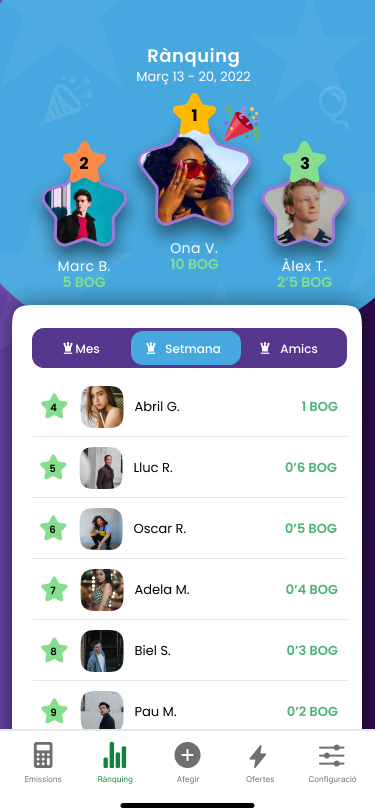 Rànquing
Març 13 - 20, 2022
1
2
3
Ona V.
10 BOG
Marc B.
5 BOG
Àlex T.
2'5 BOG
Mes
Setmana
Amics
4 Abril G. 1 BOG
5 Lluc R. 0'6 BOG
6 Oscar R. 0'5 BOG
7 Adela M. 0'4 BOG
8 Biel S. 0'3 BOG
9 Pau M. 0'2 BOG
Emissions
Rànquing
Afegir
Ofertes
Configuració